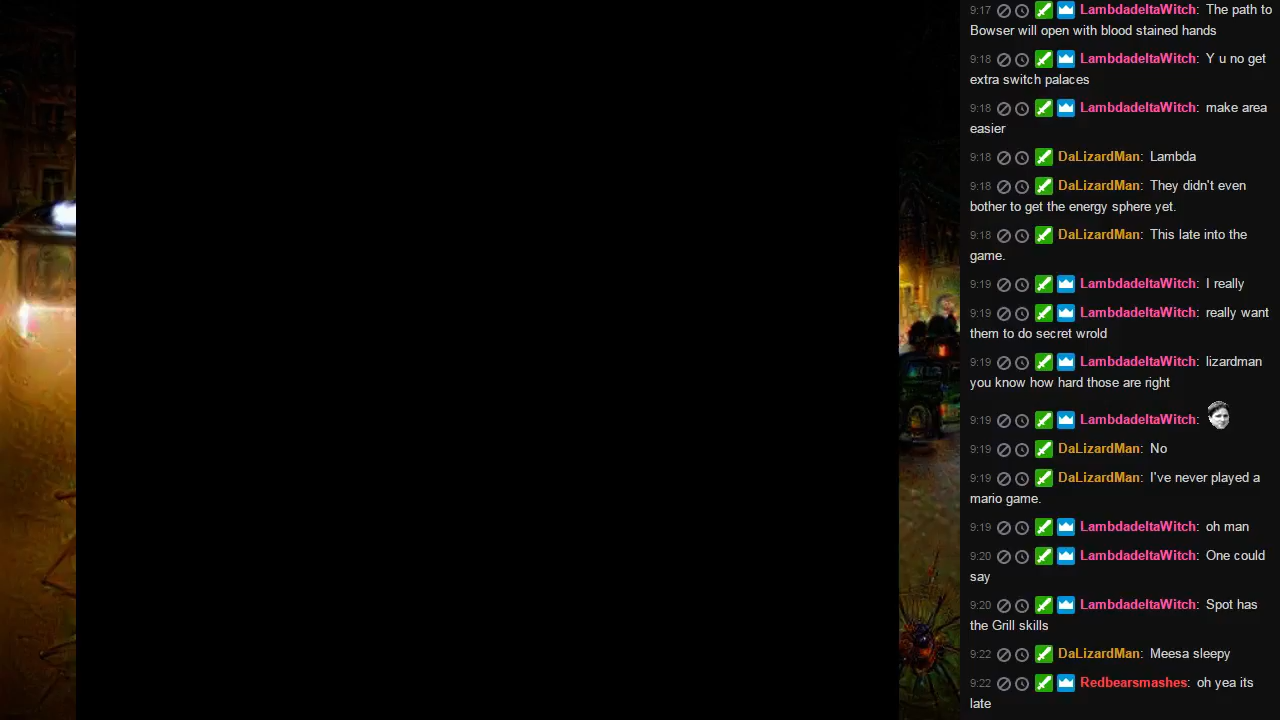 9:17 LambdadeltaWitch: The path to
Bowser will open with blood stained hands
9:18 LambdadeltaWitch: Y u no get
extra switch palaces
9:18 LambdadeltaWitch: make area
easier
9:18 DaLizardMan: Lambda
9:18 DaLizardMan: They didn't even
bother to get the energy sphere yet.
9:18 DaLizardMan: This late into the
game.
9:19 LambdadeltaWitch: I really
9:19 LambdadeltaWitch: really want
them to do secret wrold
9:19 LambdadeltaWitch: lizardman
you know how hard those are right
9:19 LambdadeltaWitch:
9:19 DaLizardMan: No
9:19 DaLizardMan: I've never played a
mario game.
9:19 LambdadeltaWitch: oh man
9:20 LambdadeltaWitch: One could
say
9:20 LambdadeltaWitch: Spot has
the Grill skills
9:22 DaLizardMan: Meesa sleepy
9:22 Redbearsmashes: oh yea its
late